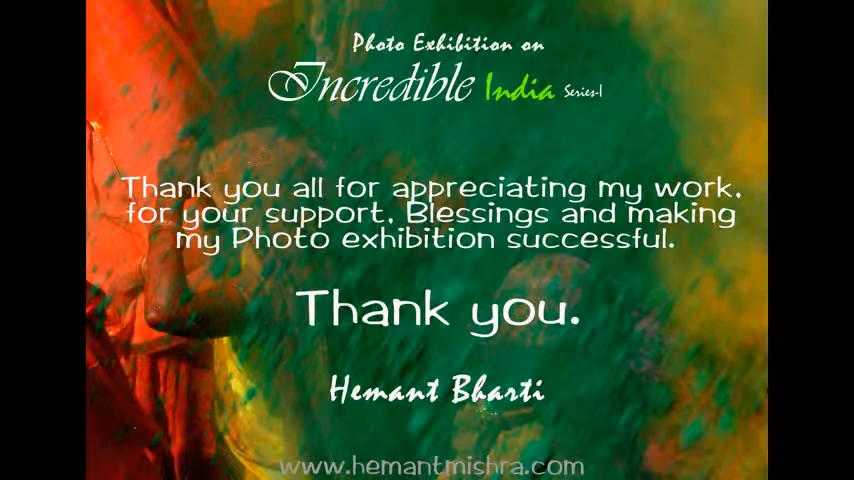 Photo Exhibition on
Incredible India Series-I
Thank you all for appreciating my work,
for your support, Blessings and making
my Photo exhibition successful.
Thank you.
Hemant Bharti
www.hemantmishra.com